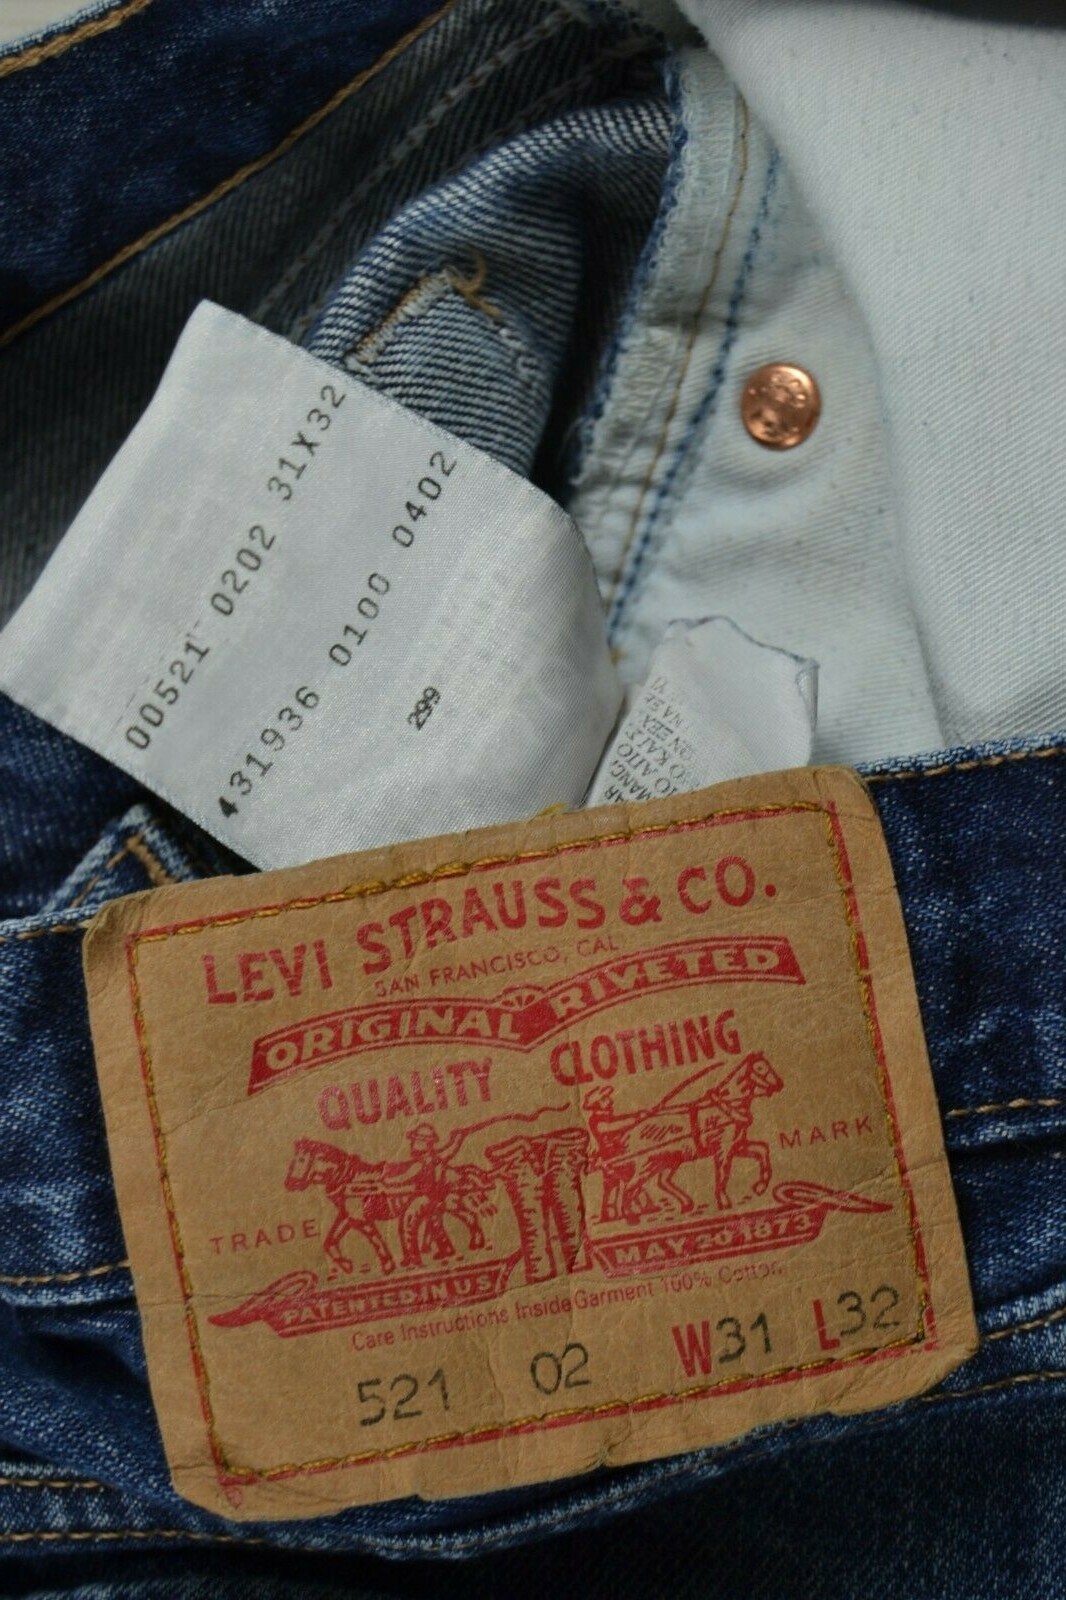 00521 0202 31X32
431936 0100 0402
299
LEVI STRAUSS & CO.
SAN FRANCISCO, CAL
ORIGINAL RIVETED
QUALITY CLOTHING
TRADE MARK
PATENTED IN U S MAY 20 1873
Care Instructions Inside Garment 100% Cotton
521 02 W31 L32